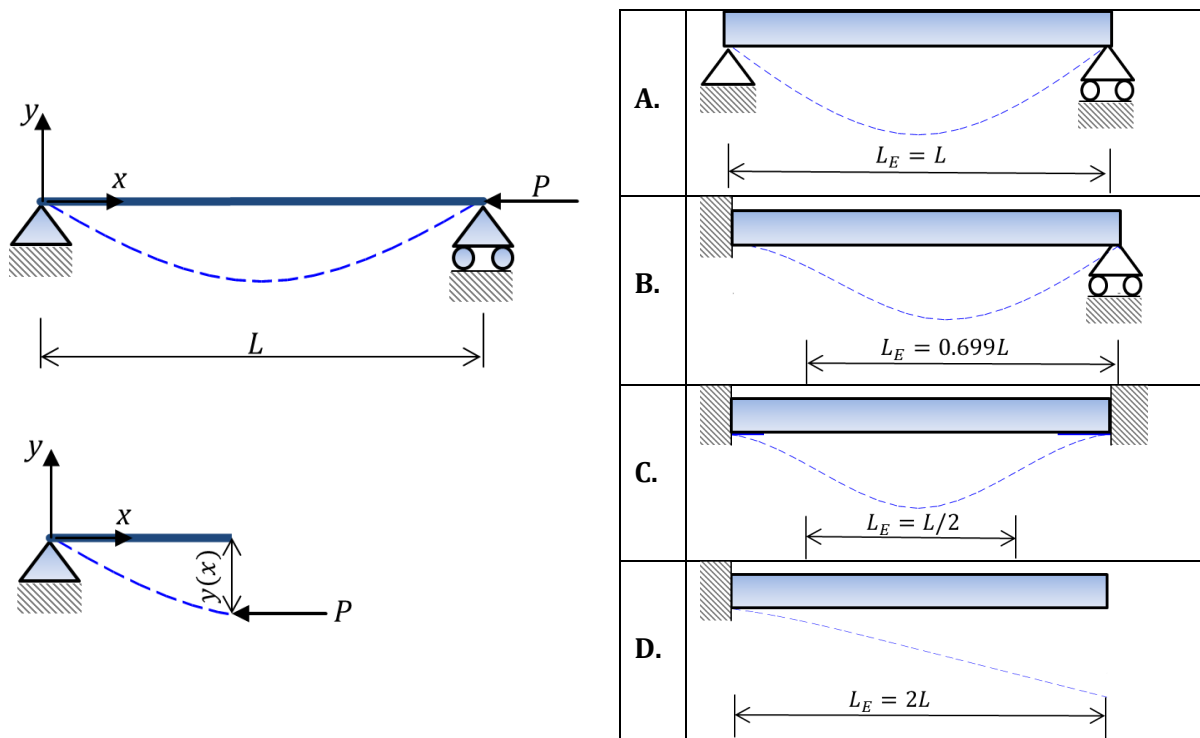 y
x
P
L
y
x
y(x)
P
A.
L_E = L
B.
L_E = 0.699L
C.
L_E = L/2
D.
L_E = 2L